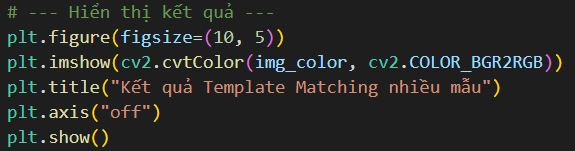 # --- Hiển thị kết quả ---
plt.figure(figsize=(10, 5))
plt.imshow(cv2.cvtColor(img_color, cv2.COLOR_BGR2RGB))
plt.title("Kết quả Template Matching nhiều mẫu")
plt.axis("off")
plt.show()